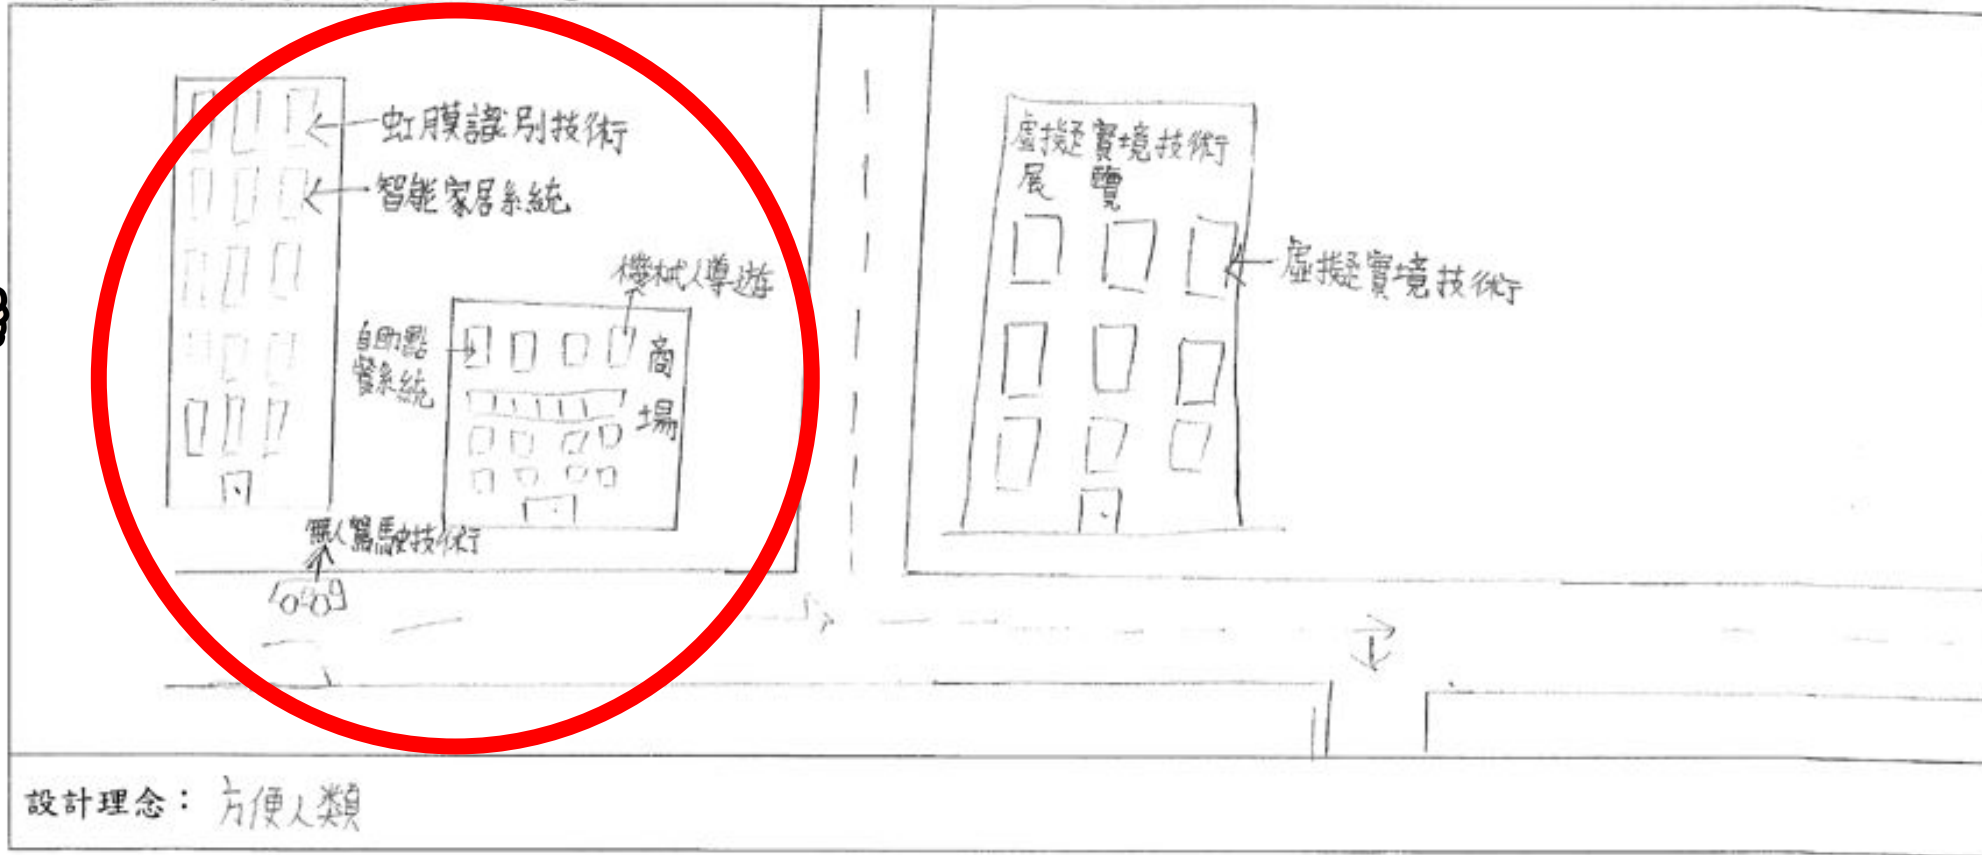 虹膜識別技術
智能家居系統
機械人導遊
自助點
餐系統
商
場
無人駕駛技術
虛擬實境技術
展覽
虛擬實境技術
設計理念：方便人類